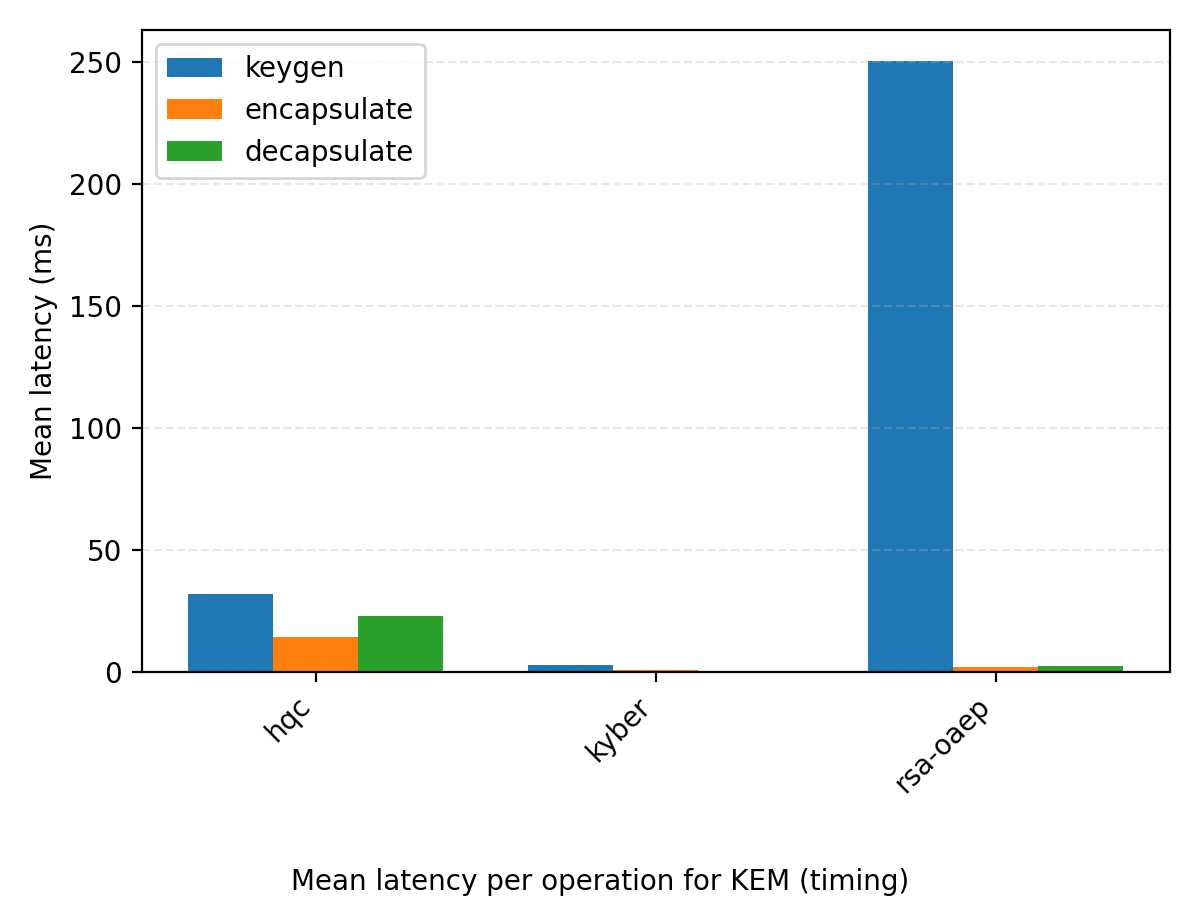 250
200
150
100
50
0
Mean latency (ms)
keygen
encapsulate
decapsulate
hqc
kyber
rsa-oaep
Mean latency per operation for KEM (timing)